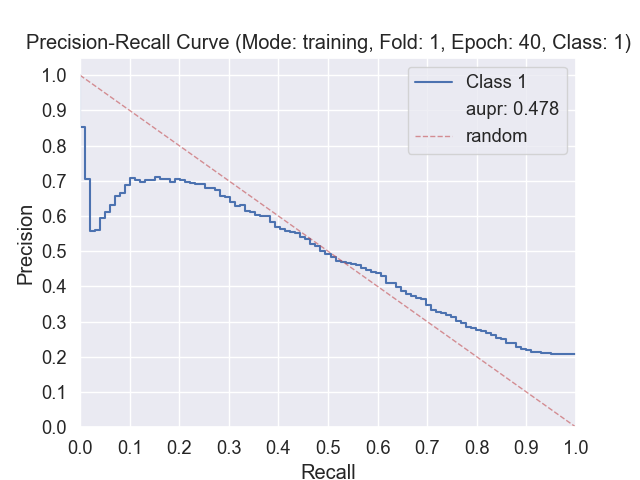 Precision-Recall Curve (Mode: training, Fold: 1, Epoch: 40, Class: 1)
Class 1
aupr: 0.478
random
Precision
1.0
0.9
0.8
0.7
0.6
0.5
0.4
0.3
0.2
0.1
0.0
0.0 0.1 0.2 0.3 0.4 0.5 0.6 0.7 0.8 0.9 1.0
Recall